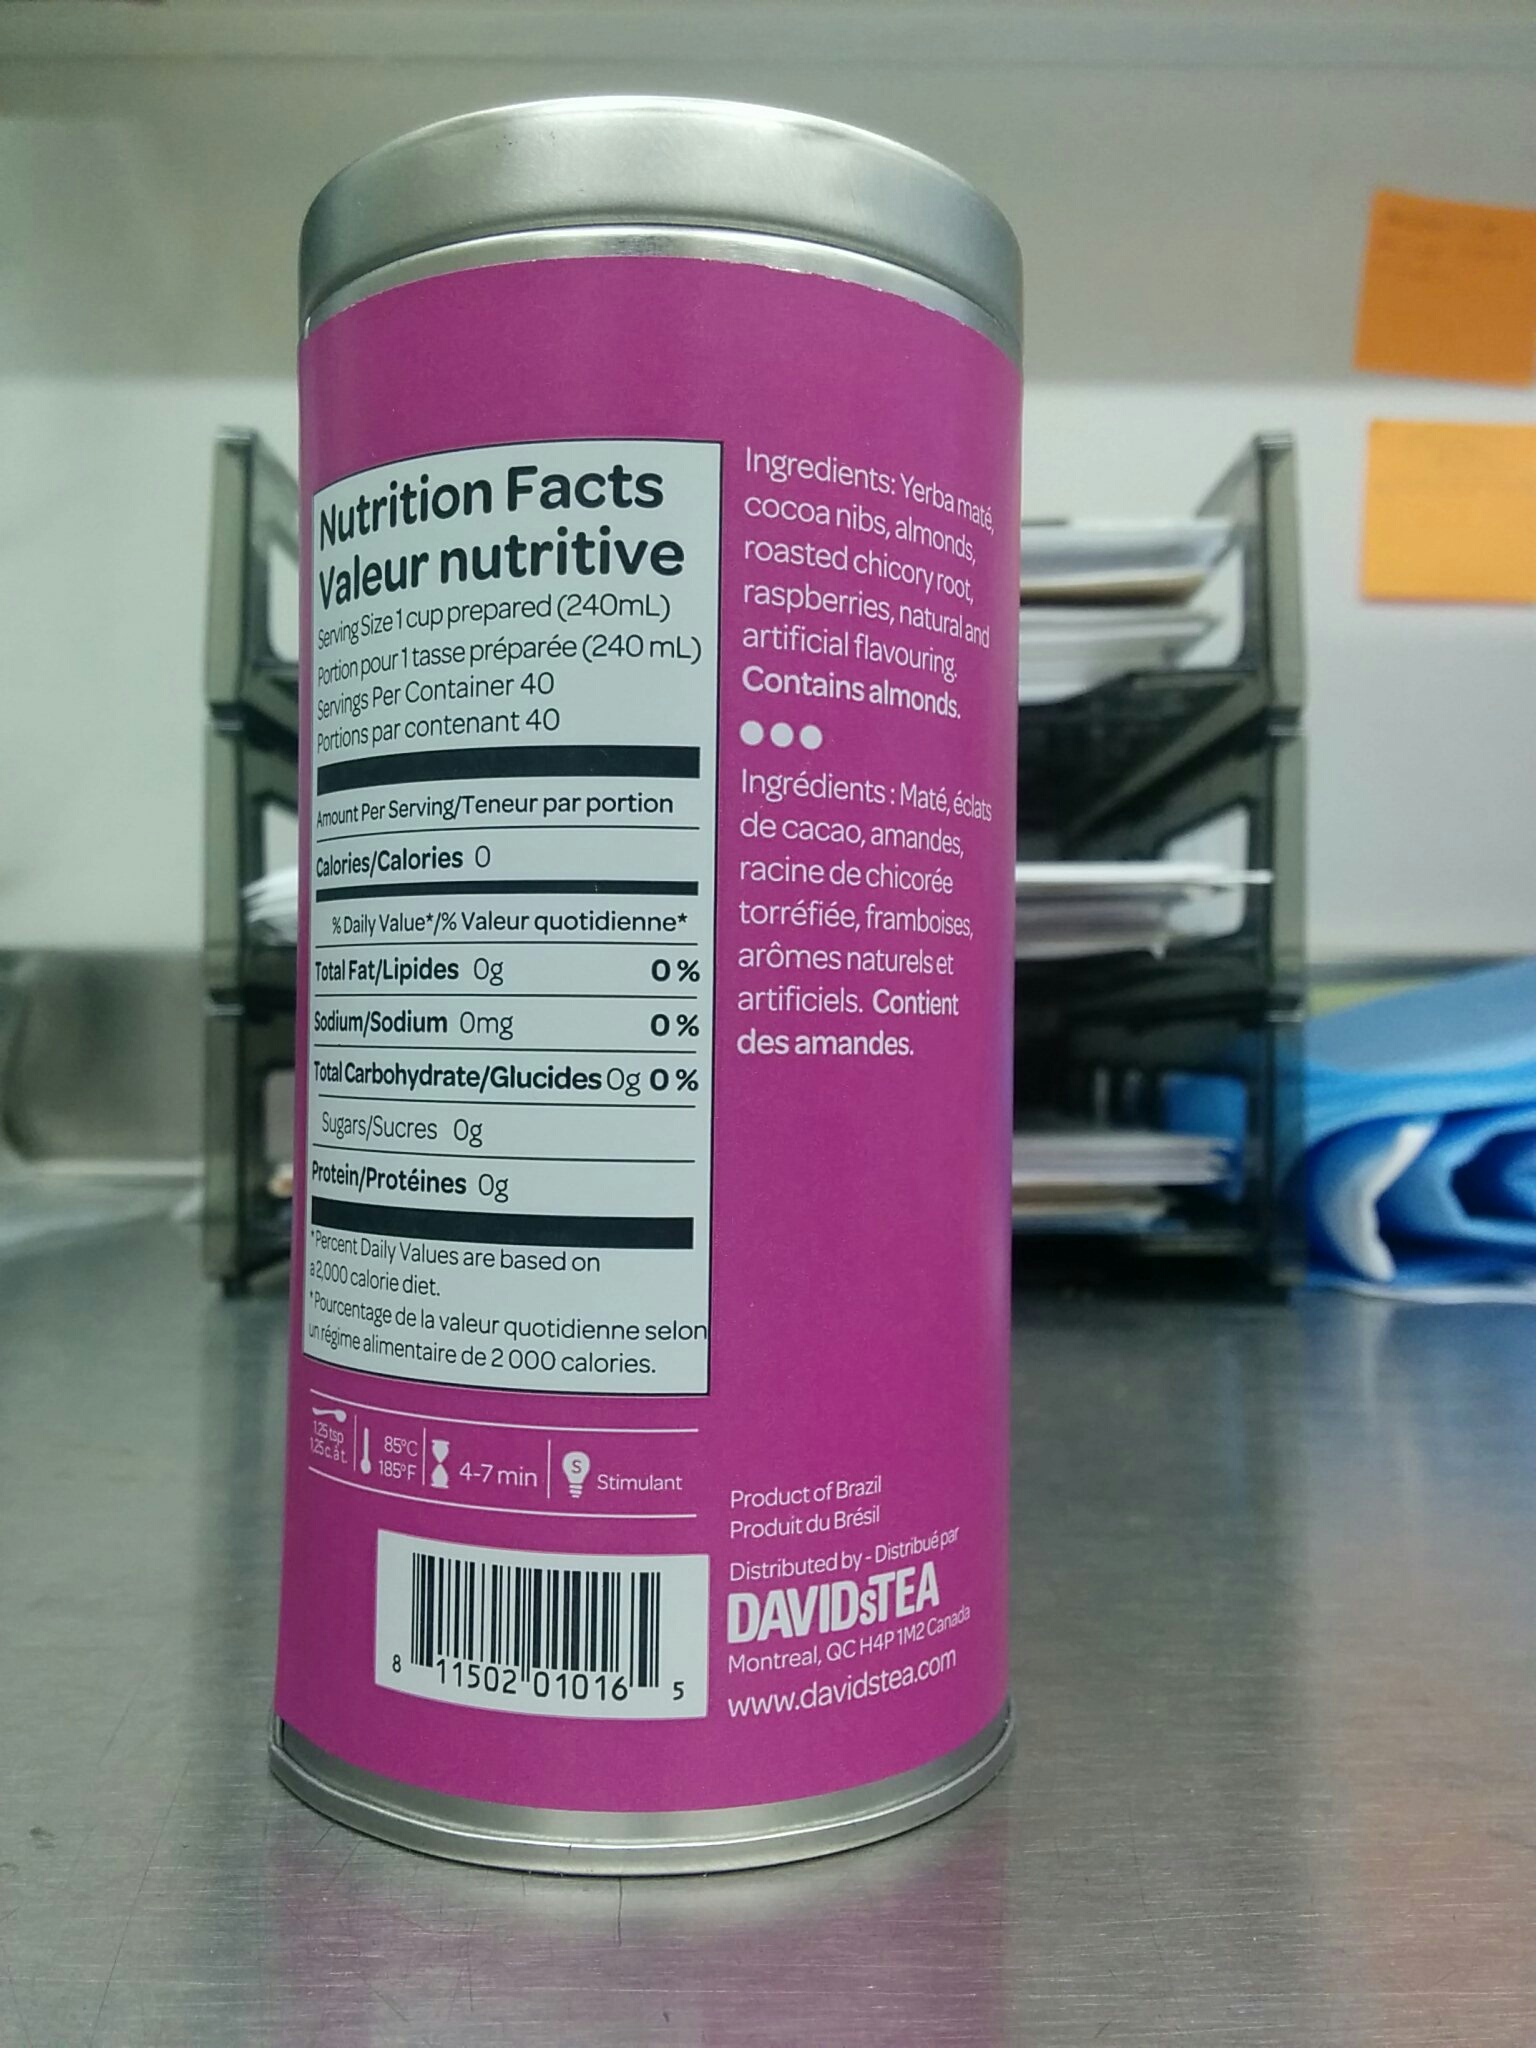 Nutrition Facts
Valeur nutritive
Serving Size 1 cup prepared (240mL)
Portion pour 1 tasse préparée (240 mL)
Servings Per Container 40
Portions par contenant 40
Amount Per Serving/Teneur par portion
Calories/Calories 0
% Daily Value*/% Valeur quotidienne*
Total Fat/Lipides 0g 0 %
Sodium/Sodium 0mg 0 %
Total Carbohydrate/Glucides 0g 0 %
Sugars/Sucres 0g
Protein/Protéines 0g
*Percent Daily Values are based on
a 2,000 calorie diet.
*Pourcentage de la valeur quotidienne selon
un régime alimentaire de 2 000 calories.
1.25 tsp
1,25 c. à t.
85°C
185°F
4-7 min
S Stimulant
8 11502 01016 5
Ingredients: Yerba maté,
cocoa nibs, almonds,
roasted chicory root,
raspberries, natural and
artificial flavouring.
Contains almonds.
Ingrédients : Maté, éclats
de cacao, amandes,
racine de chicorée
torréfiée, framboises,
arômes naturels et
artificiels. Contient
des amandes.
Product of Brazil
Produit du Brésil
Distributed by - Distribué par
DAVIDsTEA
Montreal, QC H4P 1M2 Canada
www.davidstea.com